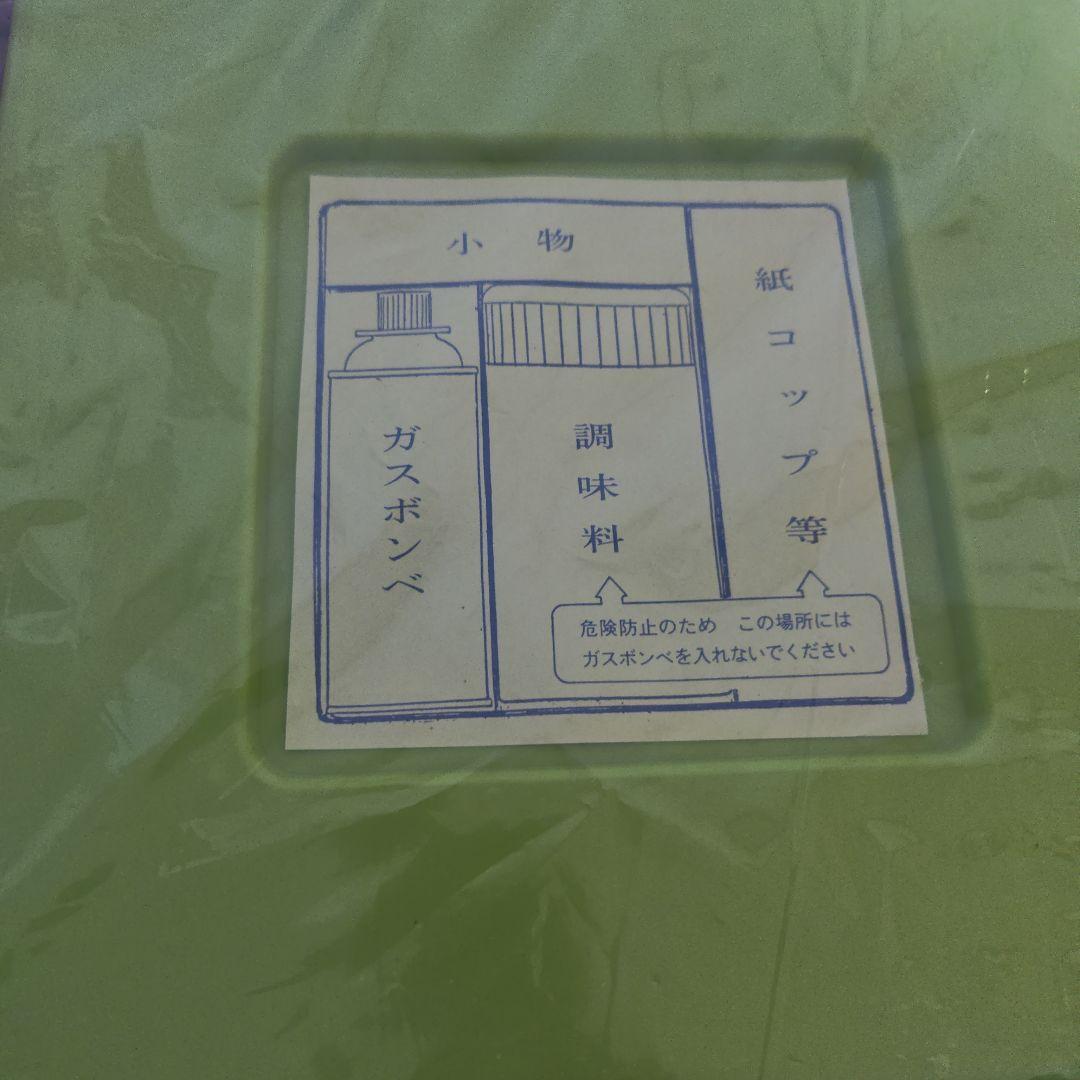 小物
紙コップ等
調味料
ガスボンベ
危険防止のため この場所には
ガスボンベを入れないでください